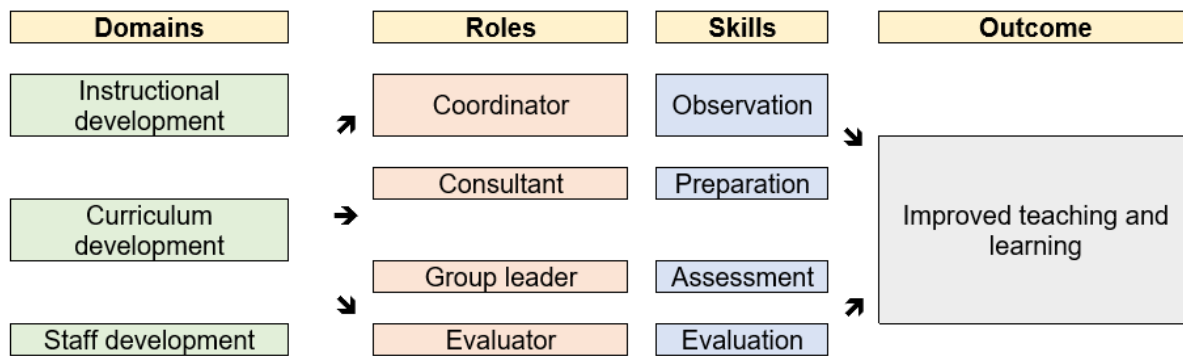 Domains
Roles
Skills
Outcome
Instructional
development
Coordinator
Observation
Consultant
Preparation
Curriculum
development
Improved teaching and
learning
Group leader
Assessment
Staff development
Evaluator
Evaluation